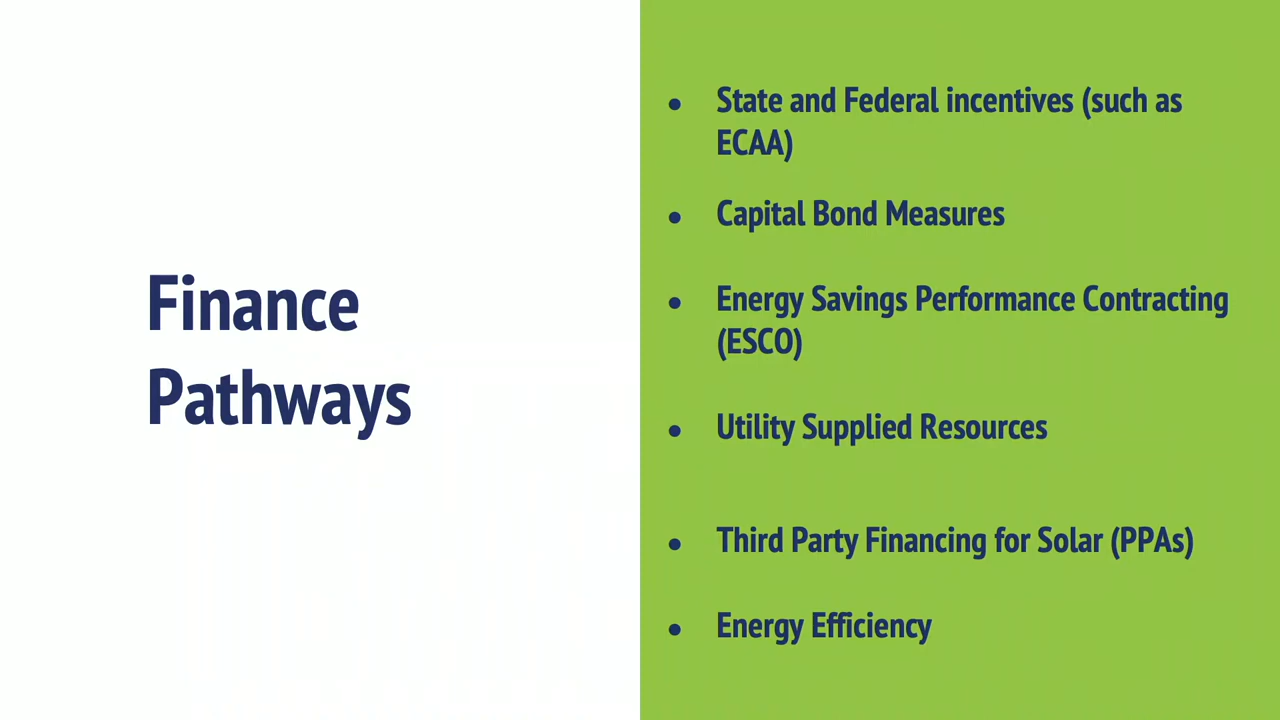 Finance
Pathways
● State and Federal incentives (such as
ECAA)
● Capital Bond Measures
● Energy Savings Performance Contracting
(ESCO)
● Utility Supplied Resources
● Third Party Financing for Solar (PPAs)
● Energy Efficiency